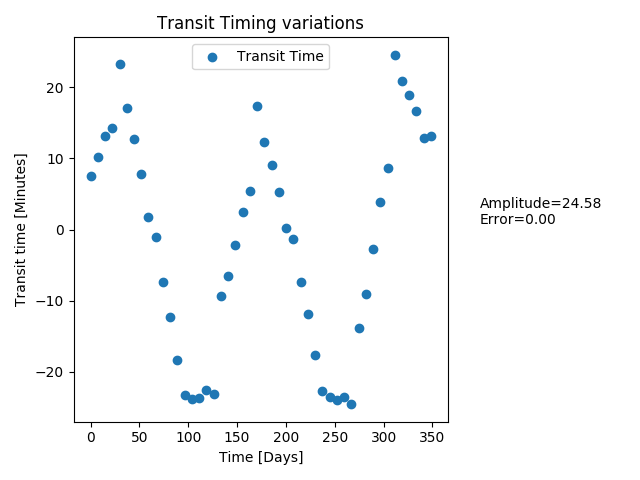 Transit Timing variations
Transit Time
20
10
0
−10
−20
Transit time [Minutes]
0 50 100 150 200 250 300 350
Time [Days]
Amplitude=24.58
Error=0.00